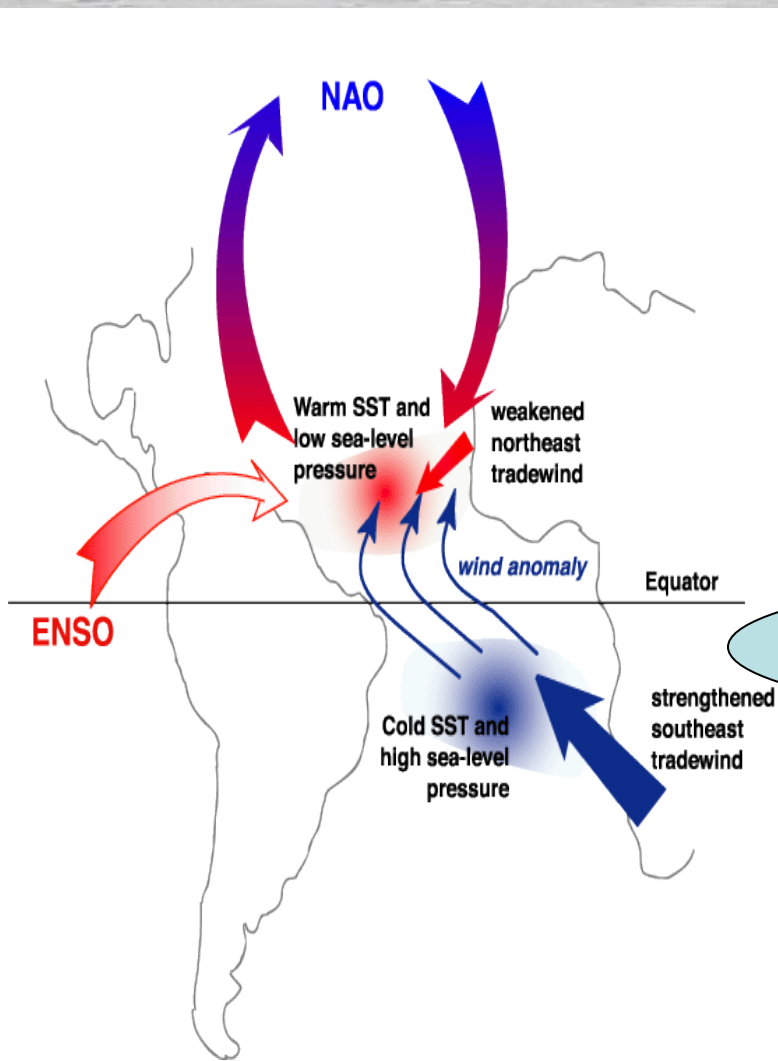 NAO
Warm SST and
low sea-level
pressure
weakened
northeast
tradewind
wind anomaly
Equator
ENSO
Cold SST and
high sea-level
pressure
strengthened
southeast
tradewind